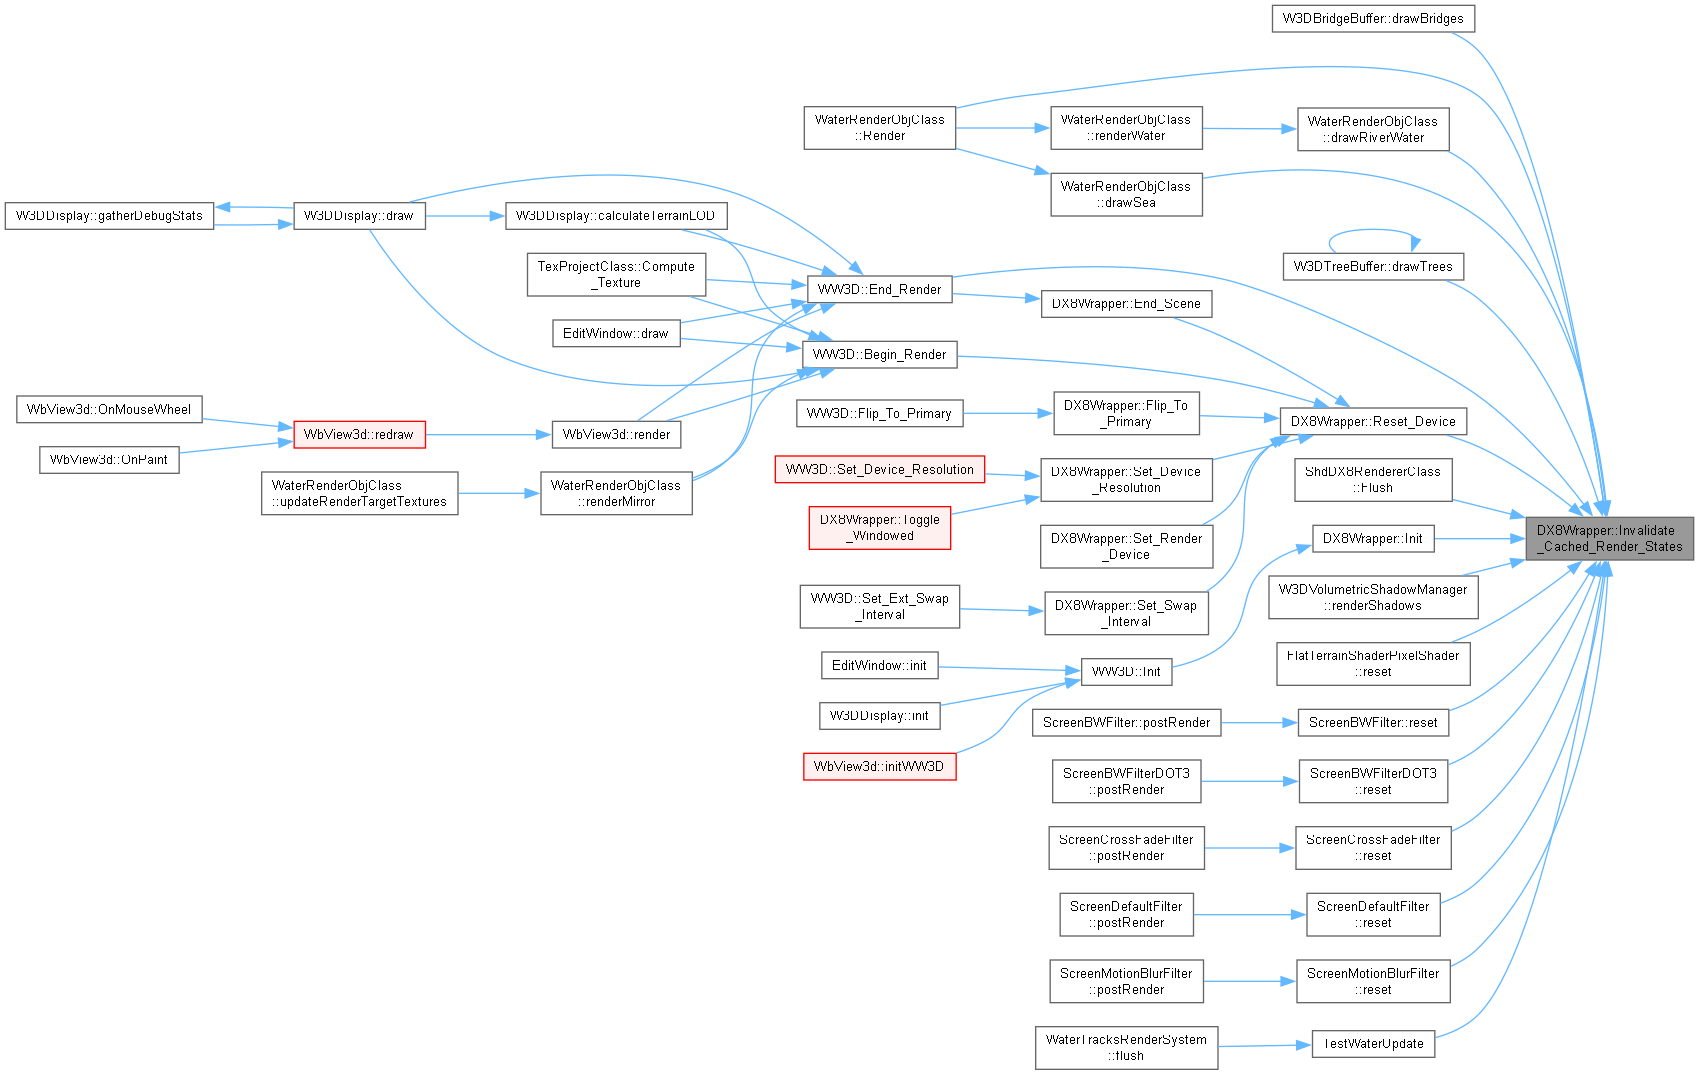 W3DBridgeBuffer::drawBridges
WaterRenderObjClass
::Render
WaterRenderObjClass
::renderWater
WaterRenderObjClass
::drawRiverWater
WaterRenderObjClass
::drawSea
W3DDisplay::gatherDebugStats
W3DDisplay::draw
W3DDisplay::calculateTerrainLOD
W3DTreeBuffer::drawTrees
TexProjectClass::Compute
_Texture
WW3D::End_Render
DX8Wrapper::End_Scene
EditWindow::draw
WW3D::Begin_Render
WbView3d::OnMouseWheel
WbView3d::redraw
WbView3d::render
WW3D::Flip_To_Primary
DX8Wrapper::Flip_To
_Primary
DX8Wrapper::Reset_Device
WbView3d::OnPaint
WW3D::Set_Device_Resolution
DX8Wrapper::Set_Device
_Resolution
ShdDX8RendererClass
::Flush
WaterRenderObjClass
::updateRenderTargetTextures
WaterRenderObjClass
::renderMirror
DX8Wrapper::Toggle
_Windowed
DX8Wrapper::Set_Render
_Device
DX8Wrapper::Init
DX8Wrapper::Invalidate
_Cached_Render_States
WW3D::Set_Ext_Swap
_Interval
DX8Wrapper::Set_Swap
_Interval
W3DVolumetricShadowManager
::renderShadows
EditWindow::init
WW3D::Init
FlatTerrainShaderPixelShader
::reset
W3DDisplay::init
ScreenBWFilter::postRender
ScreenBWFilter::reset
WbView3d::initWW3D
ScreenBWFilterDOT3
::postRender
ScreenBWFilterDOT3
::reset
ScreenCrossFadeFilter
::postRender
ScreenCrossFadeFilter
::reset
ScreenDefaultFilter
::postRender
ScreenDefaultFilter
::reset
ScreenMotionBlurFilter
::postRender
ScreenMotionBlurFilter
::reset
WaterTracksRenderSystem
::flush
TestWaterUpdate